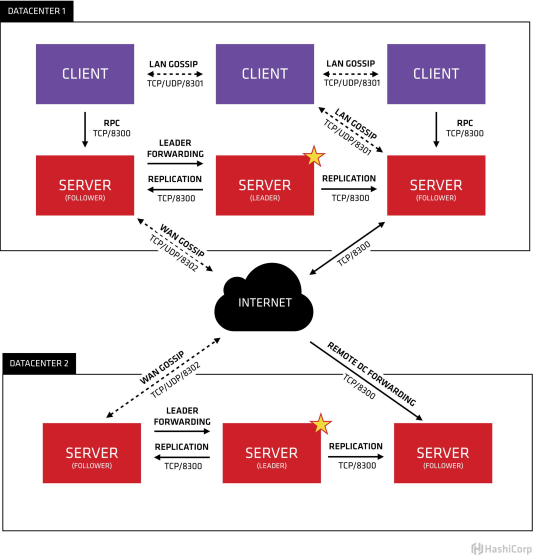 DATACENTER 1
CLIENT
LAN GOSSIP
TCP/UDP/8301
CLIENT
LAN GOSSIP
TCP/UDP/8301
CLIENT
RPC
TCP/8300
LAN GOSSIP
TCP/UDP/8301
RPC
TCP/8300
LEADER
FORWARDING
SERVER
(FOLLOWER)
REPLICATION
TCP/8300
SERVER
(LEADER)
REPLICATION
TCP/8300
SERVER
(FOLLOWER)
WAN GOSSIP
TCP/UDP/8302
TCP/8300
INTERNET
DATACENTER 2
WAN GOSSIP
TCP/UDP/8302
REMOTE DC FORWARDING
TCP/8300
LEADER
FORWARDING
SERVER
(FOLLOWER)
REPLICATION
TCP/8300
SERVER
(LEADER)
REPLICATION
TCP/8300
SERVER
(FOLLOWER)
HashiCorp